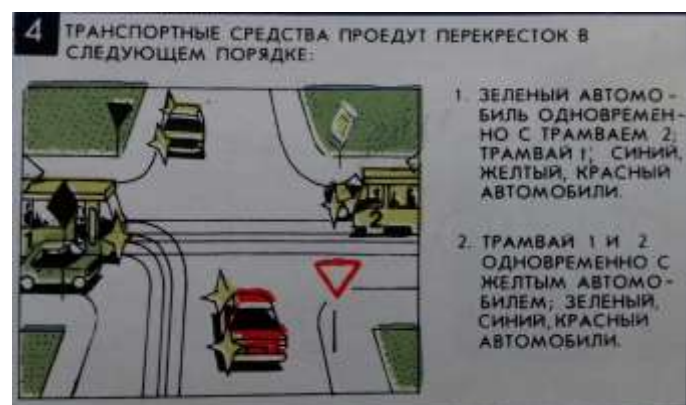 4 ТРАНСПОРТНЫЕ СРЕДСТВА ПРОЕДУТ ПЕРЕКРЕСТОК В
СЛЕДУЮЩЕМ ПОРЯДКЕ:
1. ЗЕЛЕНЫЙ АВТОМО-
БИЛЬ ОДНОВРЕМЕН-
НО С ТРАМВАЕМ 2;
ТРАМВАЙ 1; СИНИЙ,
ЖЕЛТЫЙ, КРАСНЫЙ
АВТОМОБИЛИ.
2. ТРАМВАЙ 1 И 2
ОДНОВРЕМЕННО С
ЖЕЛТЫМ АВТОМО-
БИЛЕМ; ЗЕЛЕНЫЙ,
СИНИЙ, КРАСНЫЙ
АВТОМОБИЛИ.
1
2